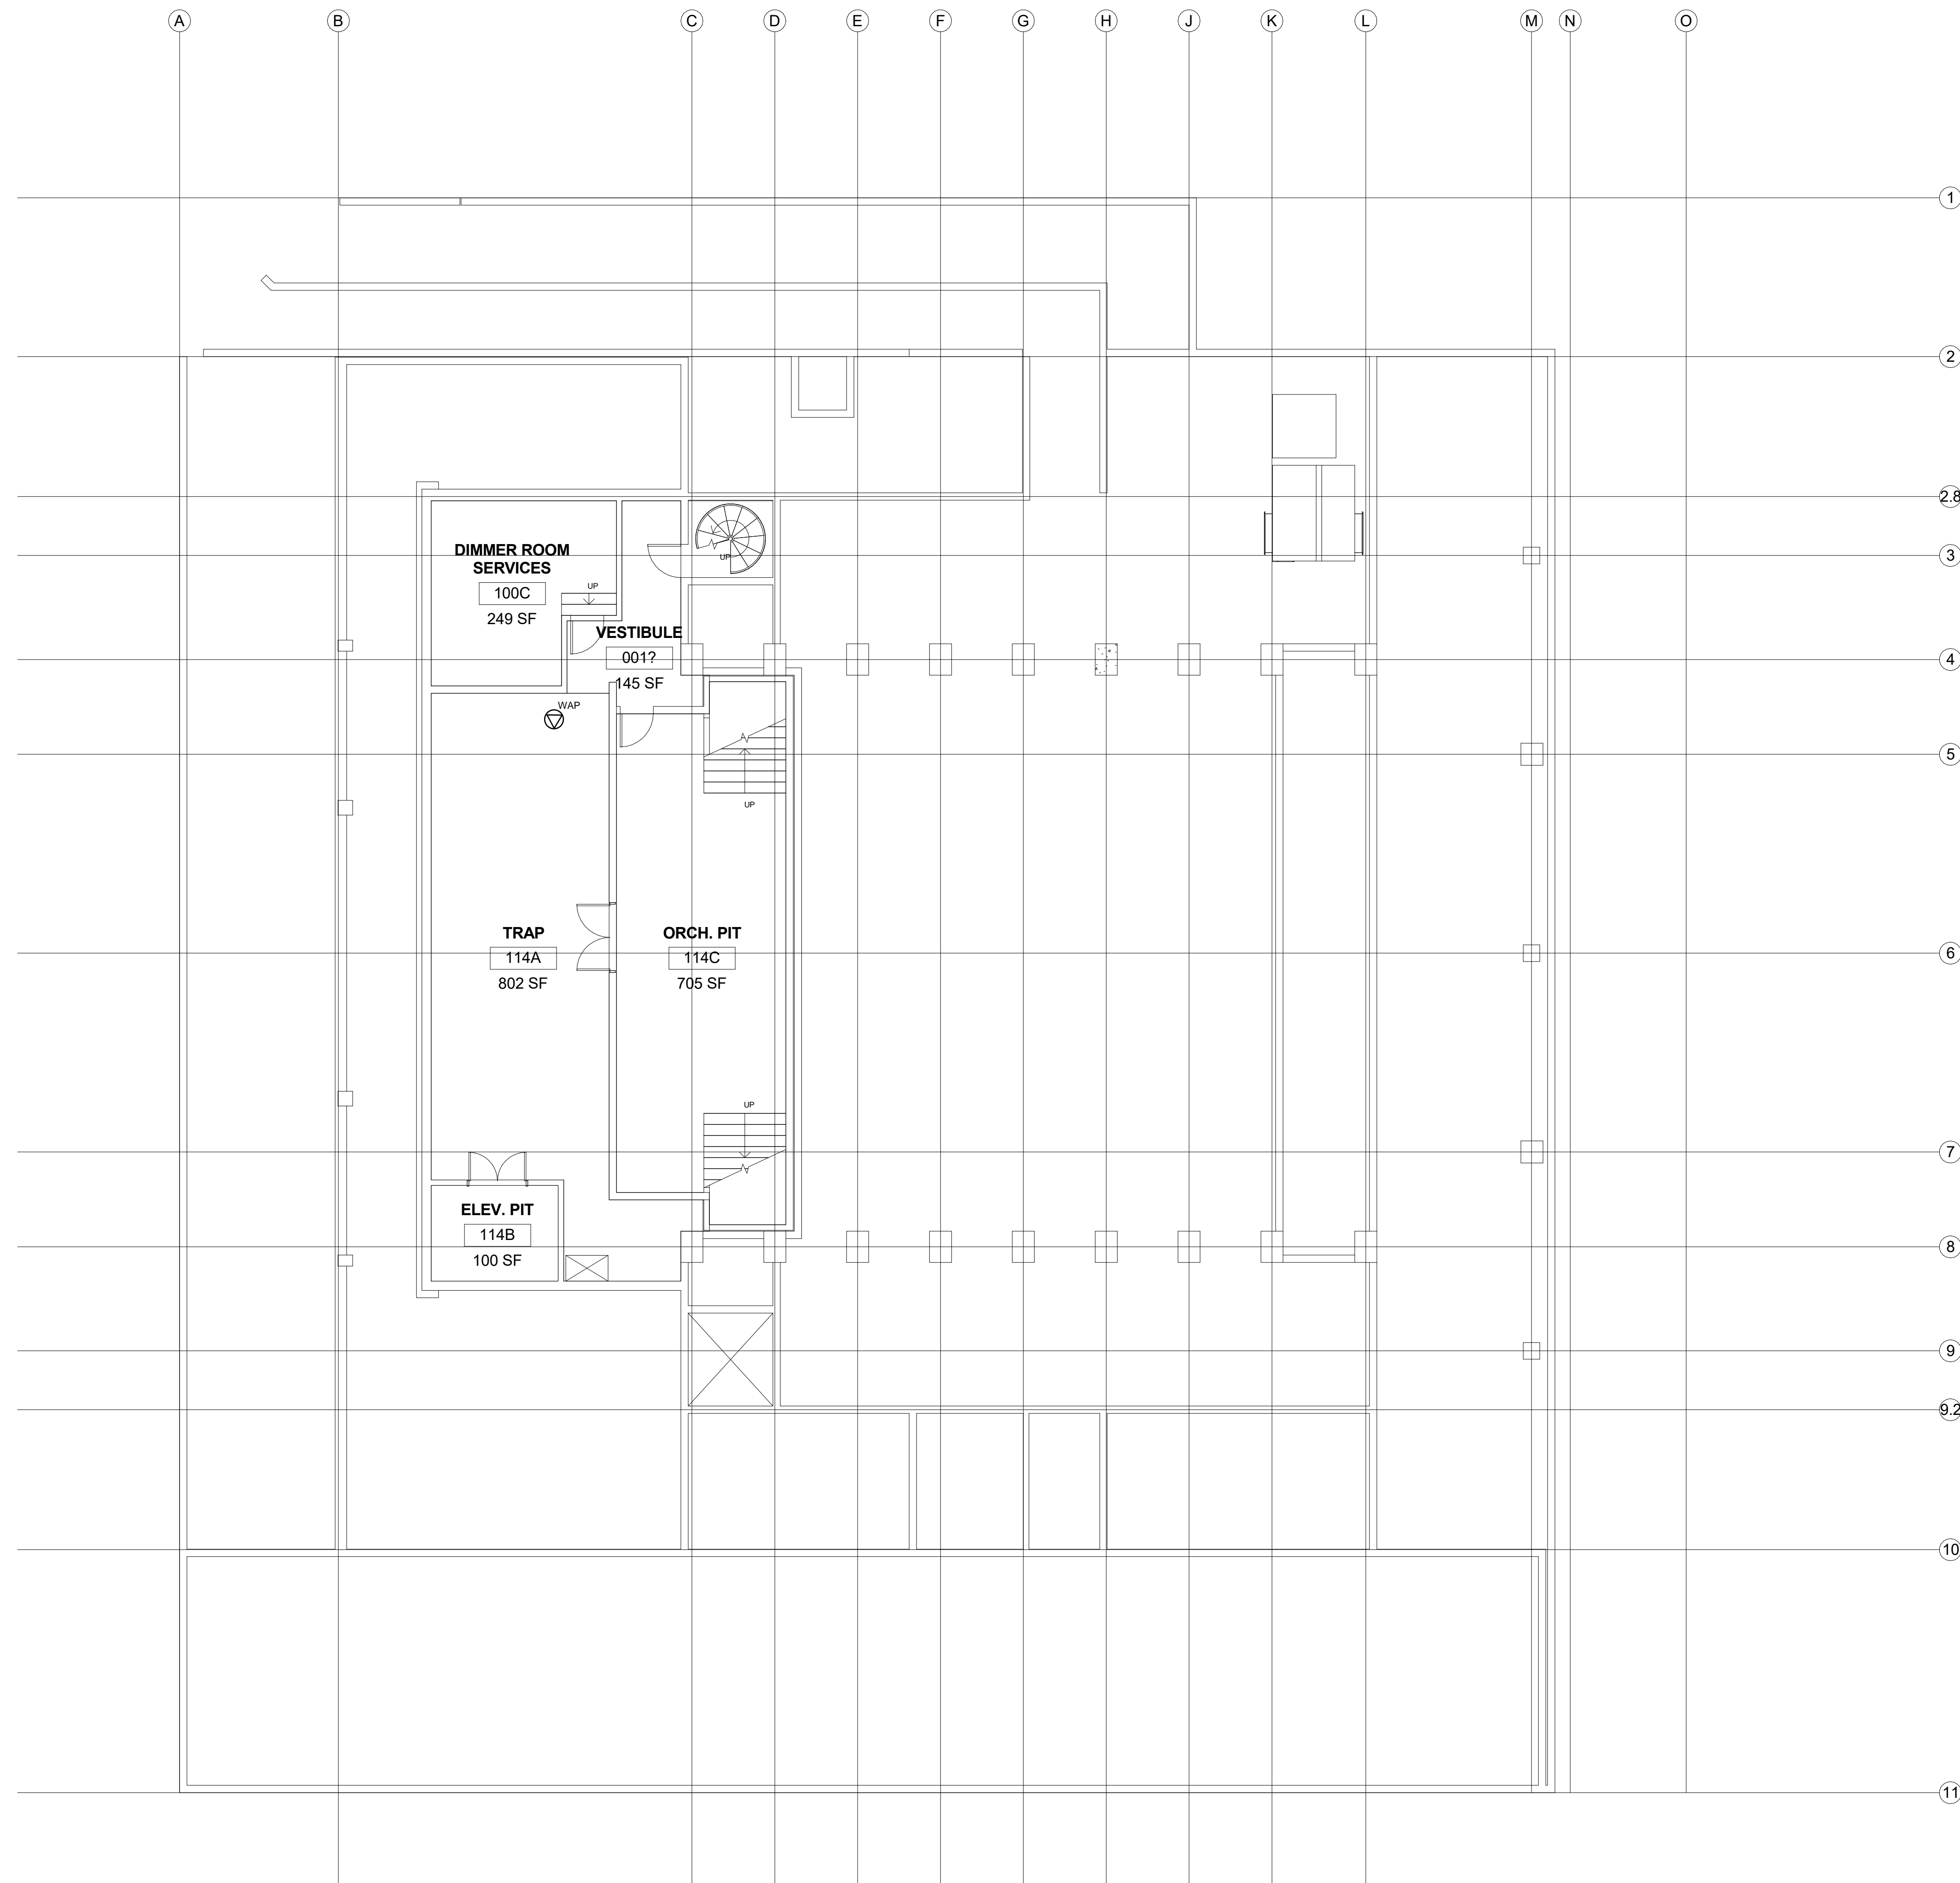 A B C D E F G H J K L M N O
1
2
2.8
UP
3
DIMMER ROOM
SERVICES
100C
249 SF
UP
VESTIBULE
001?
145 SF
4
WAP
5
UP
TRAP
114A
802 SF
ORCH. PIT
114C
705 SF
6
UP
7
ELEV. PIT
114B
100 SF
8
9
9.2
10
11